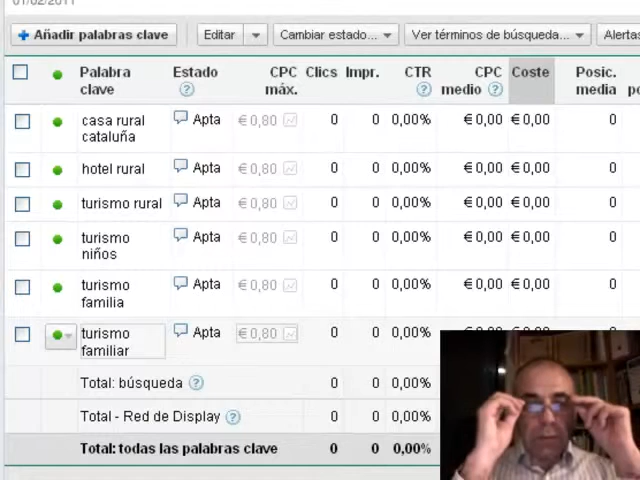 01/02/2011
Añadir palabras clave Editar Cambiar estado... Ver términos de búsqueda... Alertas
Palabra clave Estado ? CPC máx. Clics Impr. CTR ? CPC medio ? Coste Posic. media
casa rural cataluña Apta €0,80 0 0 0,00% €0,00 €0,00 0
hotel rural Apta €0,80 0 0 0,00% €0,00 €0,00 0
turismo rural Apta €0,80 0 0 0,00% €0,00 €0,00 0
turismo niños Apta €0,80 0 0 0,00% €0,00 €0,00 0
turismo familia Apta €0,80 0 0 0,00% €0,00 €0,00 0
turismo familiar Apta €0,80 0 0 0,00%
Total: búsqueda ? 0 0 0,00%
Total - Red de Display ? 0 0 0,00%
Total: todas las palabras clave 0 0 0,00%